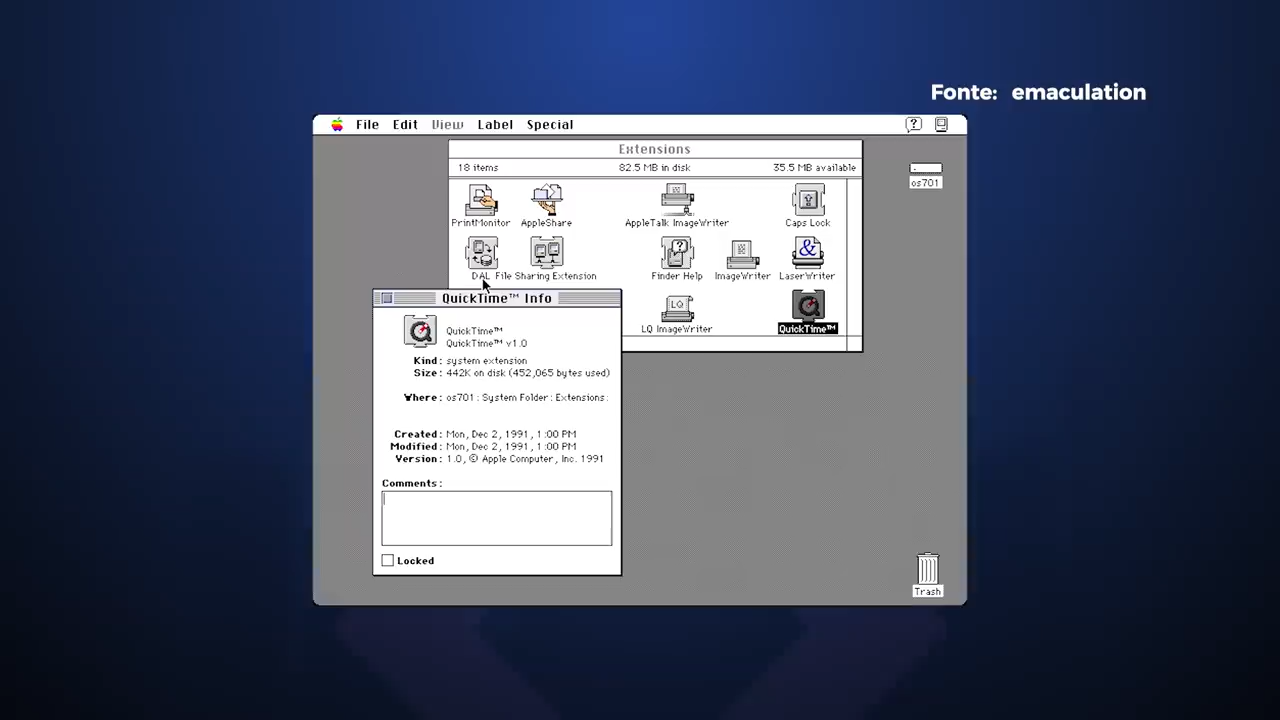 Fonte: emaculation
File Edit View Label Special
Extensions
18 items 82.5 MB in disk 35.5 MB available
os701
PrintMonitor AppleShare AppleTalk ImageWriter Caps Lock
DAL File Sharing Extension Finder Help ImageWriter LaserWriter
LQ
LQ ImageWriter QuickTime™
QuickTime™ Info
QuickTime™
QuickTime™ v1.0
Kind: system extension
Size: 442K on disk (452,065 bytes used)
Where: os701: System Folder: Extensions:
Created: Mon, Dec 2, 1991, 1:00 PM
Modified: Mon, Dec 2, 1991, 1:00 PM
Version: 1.0, © Apple Computer, Inc. 1991
Comments:
Locked
Trash